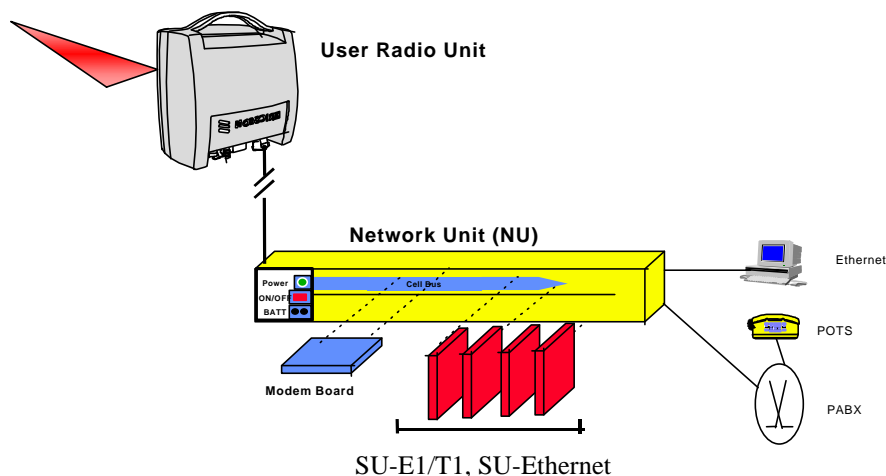 User Radio Unit
ERICSSON
Network Unit (NU)
Ethernet
Power
Cell Bus
ON/OFF
BATT
POTS
Modem Board
PABX
SU-E1/T1, SU-Ethernet